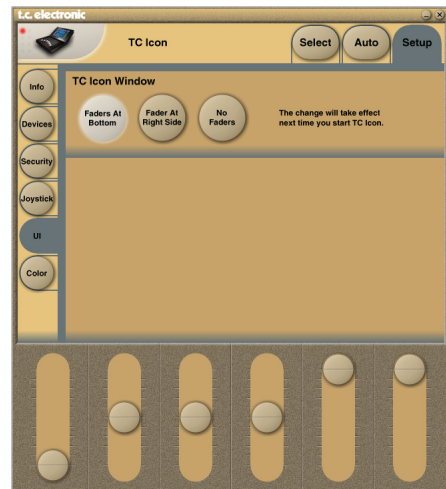 t.c. electronic
TC Icon
Select
Auto
Setup
Info
Devices
Security
Joystick
UI
Color
TC Icon Window
Faders At
Bottom
Fader At
Right Side
No
Faders
The change will take effect
next time you start TC Icon.